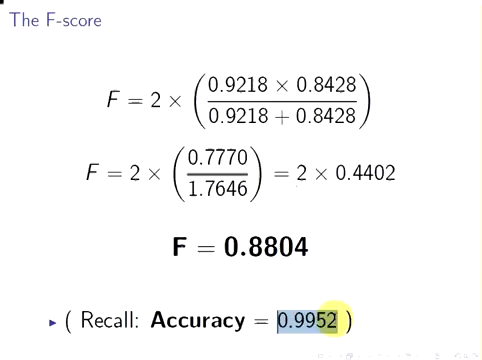 The F-score
F = 2 × ( 0.9218 × 0.8428 / 0.9218 + 0.8428 )
F = 2 × ( 0.7770 / 1.7646 ) = 2 × 0.4402
F = 0.8804
▸ ( Recall: Accuracy = 0.9952 )